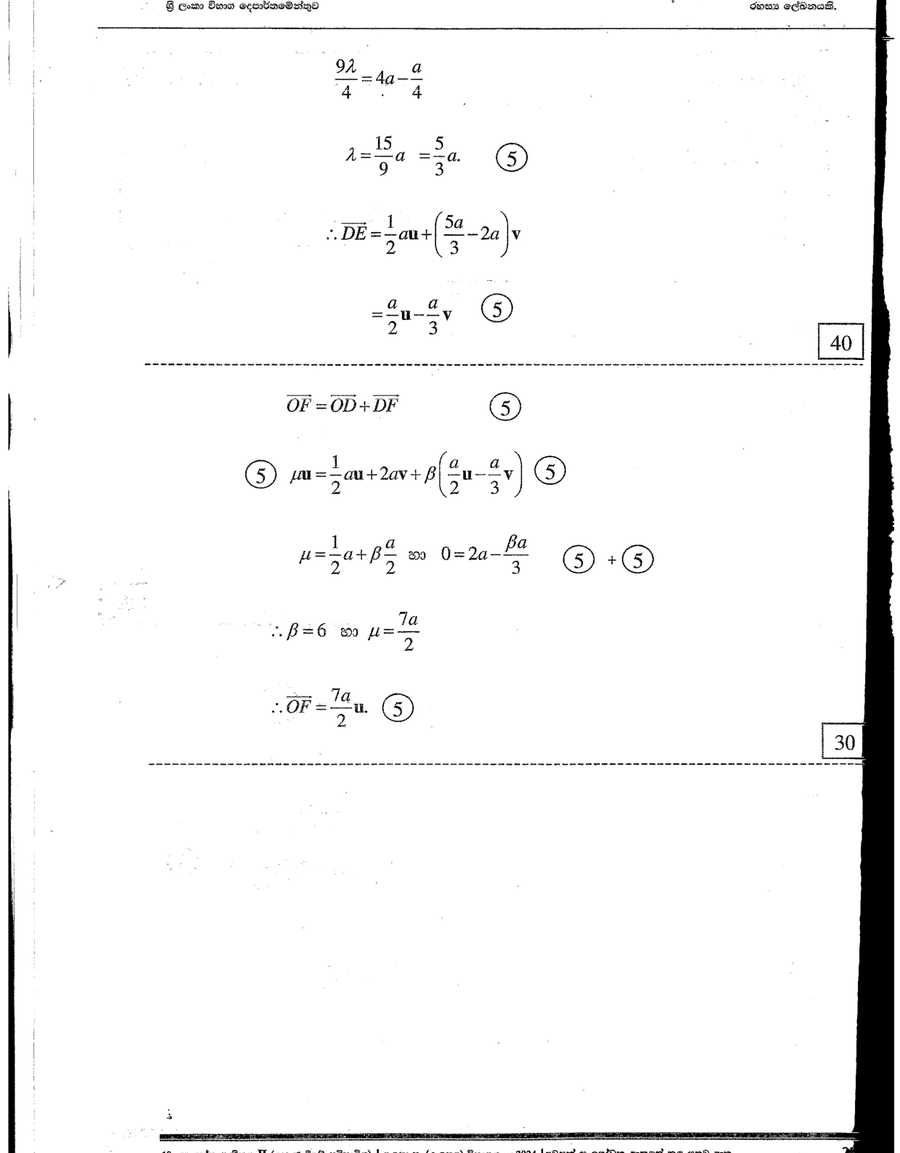 ශ්‍රී ලංකා විභාග දෙපාර්තමේන්තුව රහස්‍ය ලේඛනයකි.
9λ/4 = 4a − a/4
λ = 15/9 a = 5/3 a. (5)
∴ DE⃗ = 1/2 a𝐮 + (5a/3 − 2a) 𝐯
= a/2 𝐮 − a/3 𝐯 (5)
40
OF⃗ = OD⃗ + DF⃗ (5)
(5) μ𝐮 = 1/2 a𝐮 + 2a𝐯 + β (a/2 𝐮 − a/3 𝐯) (5)
μ = 1/2 a + β a/2 හා 0 = 2a − βa/3 (5) + (5)
∴ β = 6 හා μ = 7a/2
∴ OF⃗ = 7a/2 𝐮. (5)
30